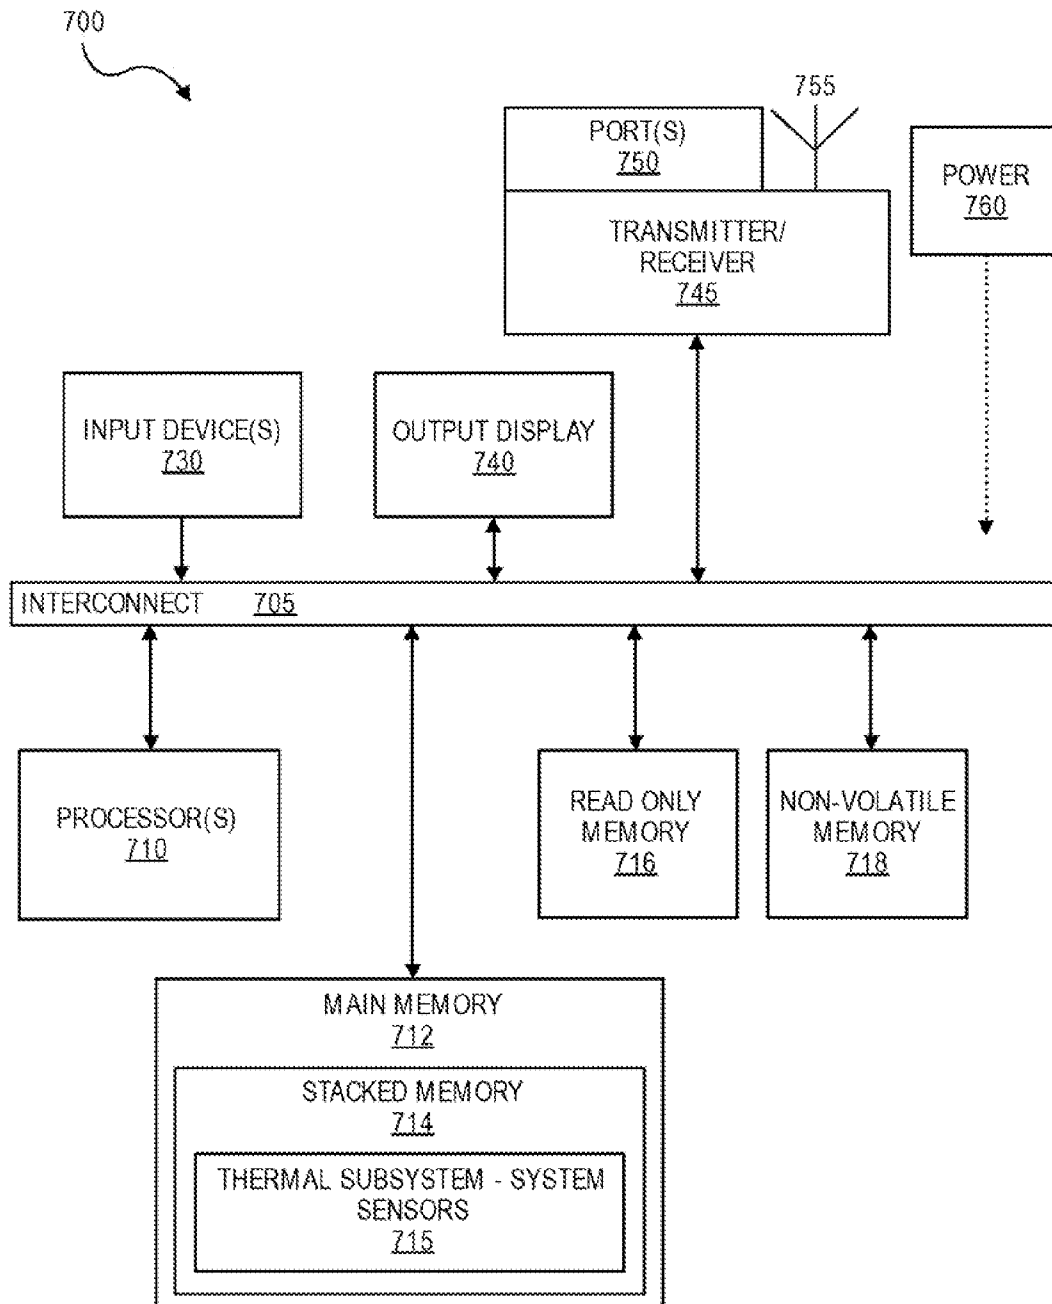 700
755
PORT(S)
750
POWER
760
TRANSMITTER/
RECEIVER
745
INPUT DEVICE(S)
730
OUTPUT DISPLAY
740
INTERCONNECT 705
PROCESSOR(S)
710
READ ONLY
MEMORY
716
NON-VOLATILE
MEMORY
718
MAIN MEMORY
712
STACKED MEMORY
714
THERMAL SUBSYSTEM - SYSTEM
SENSORS
715